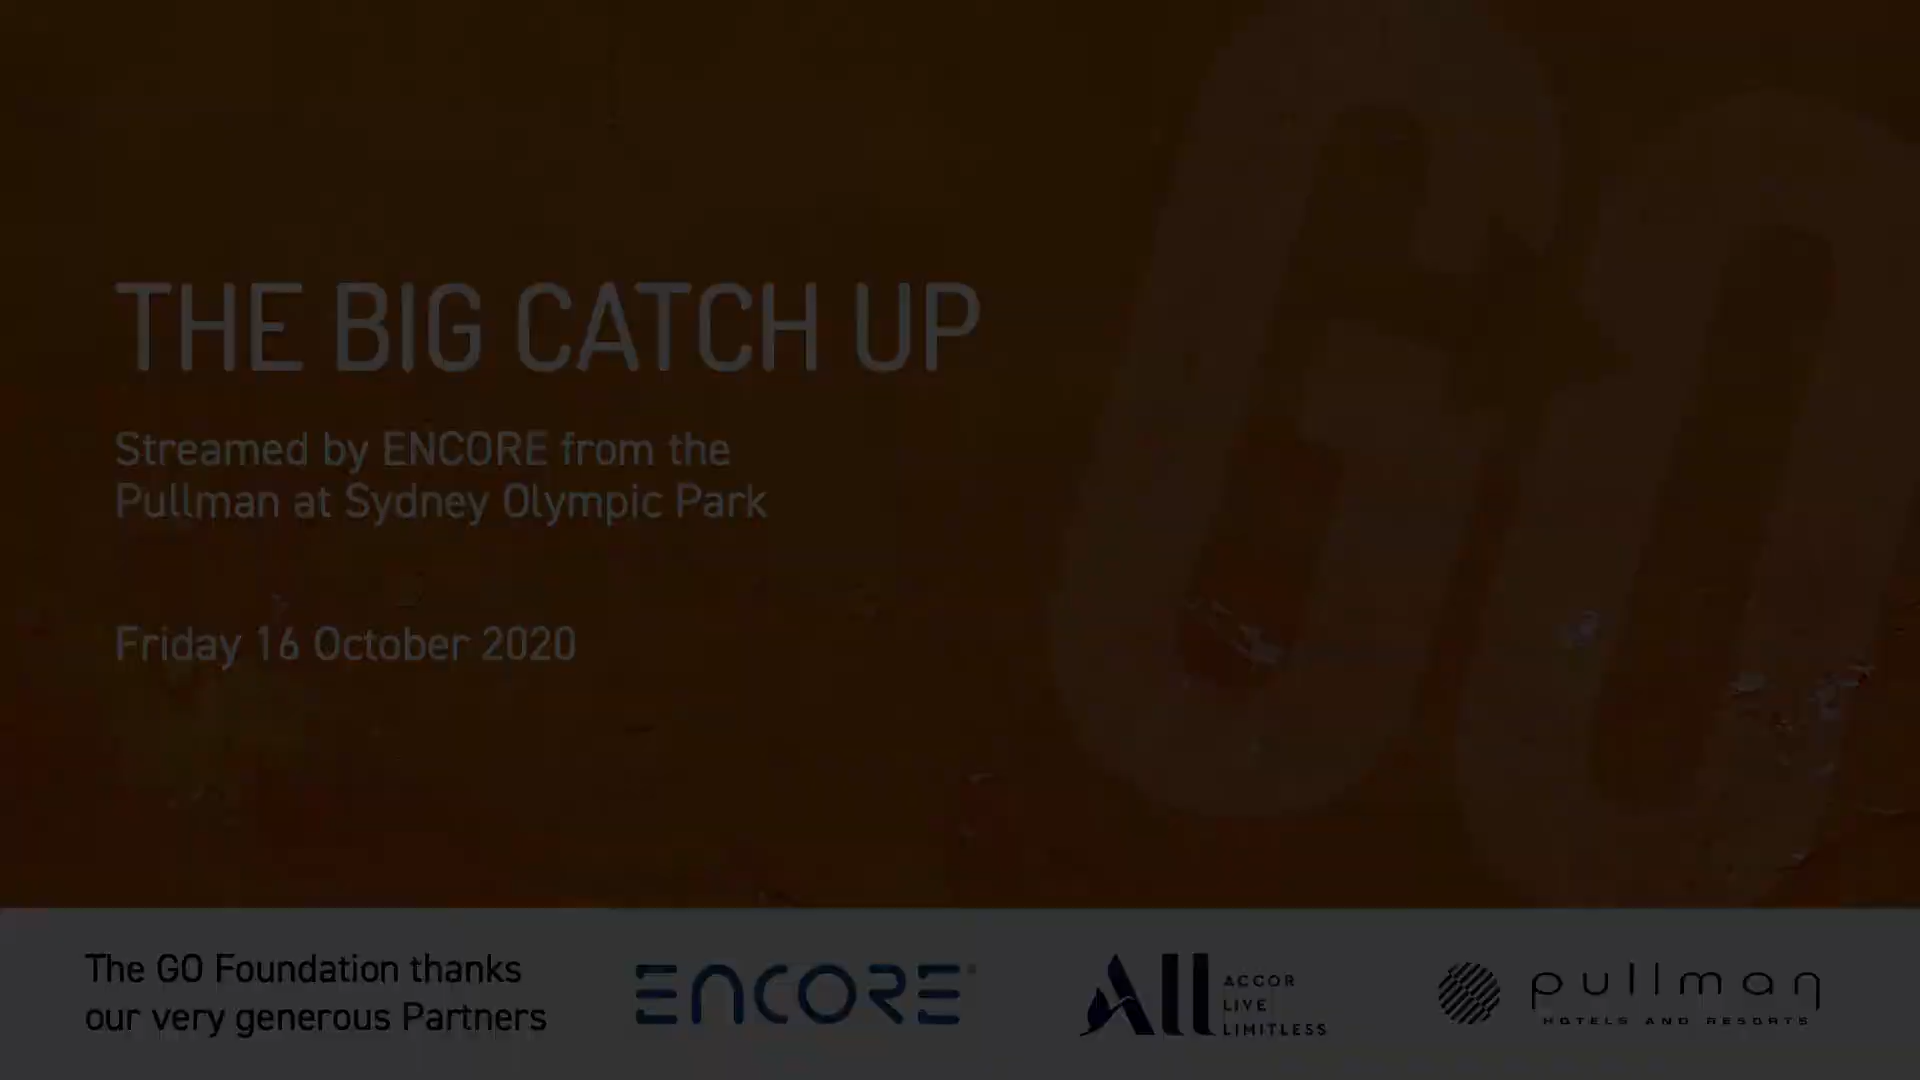 GO
THE BIG CATCH UP
Streamed by ENCORE from the
Pullman at Sydney Olympic Park
Friday 16 October 2020
The GO Foundation thanks
our very generous Partners
ENCORE
All
ACCOR
LIVE
LIMITLESS
pullman
HOTELS AND RESORTS